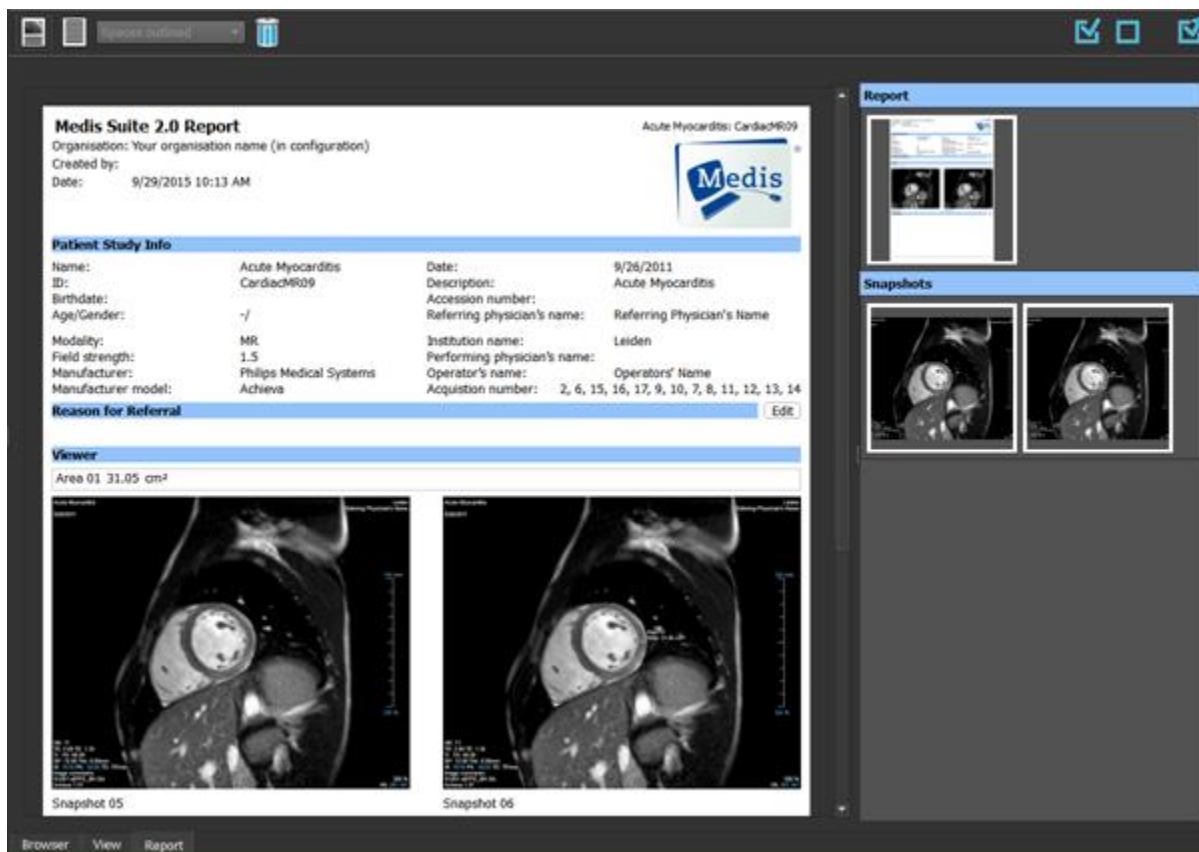 Spaces outlined
Medis Suite 2.0 Report
Acute Myocarditis: CardiacMR09
Organisation: Your organisation name (in configuration)
Created by:
Date: 9/29/2015 10:13 AM
Medis
Patient Study Info
Name: Acute Myocarditis Date: 9/26/2011
ID: CardiacMR09 Description: Acute Myocarditis
Birthdate: Accession number:
Age/Gender: -/ Referring physician's name: Referring Physician's Name
Modality: MR Institution name: Leiden
Field strength: 1.5 Performing physician's name:
Manufacturer: Philips Medical Systems Operator's name: Operators' Name
Manufacturer model: Achieva Acquistion number: 2, 6, 15, 16, 17, 9, 10, 7, 8, 11, 12, 13, 14
Reason for Referral Edit
Viewer
Area 01 31.05 cm²
Snapshot 05 Snapshot 06
Report
Snapshots
Browser View Report